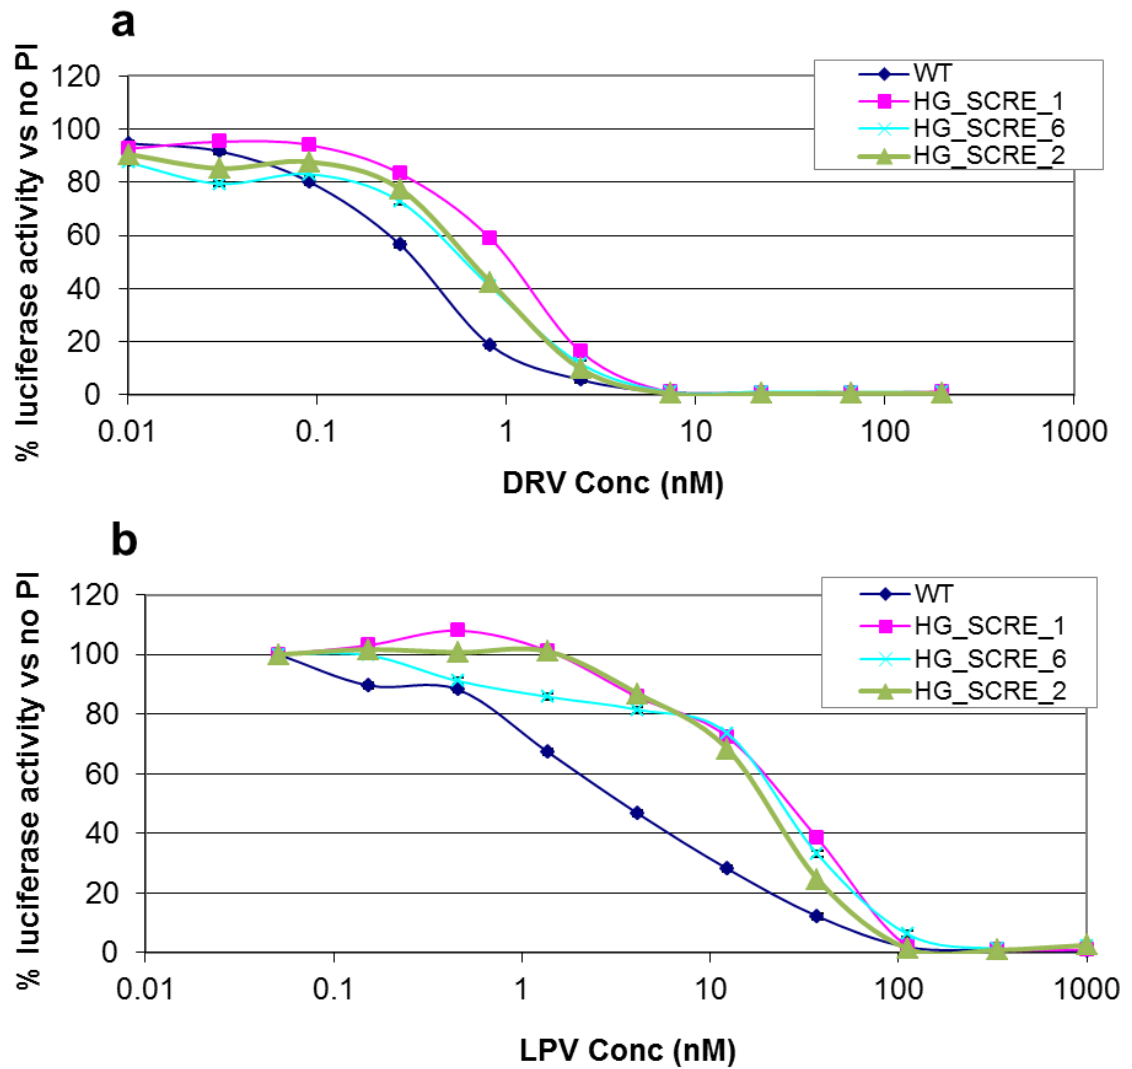 a
% luciferase activity vs no PI
120
100
80
60
40
20
0
0.01 0.1 1 10 100 1000
DRV Conc (nM)
WT
HG_SCRE_1
HG_SCRE_6
HG_SCRE_2
b
% luciferase activity vs no PI
120
100
80
60
40
20
0
0.01 0.1 1 10 100 1000
LPV Conc (nM)
WT
HG_SCRE_1
HG_SCRE_6
HG_SCRE_2